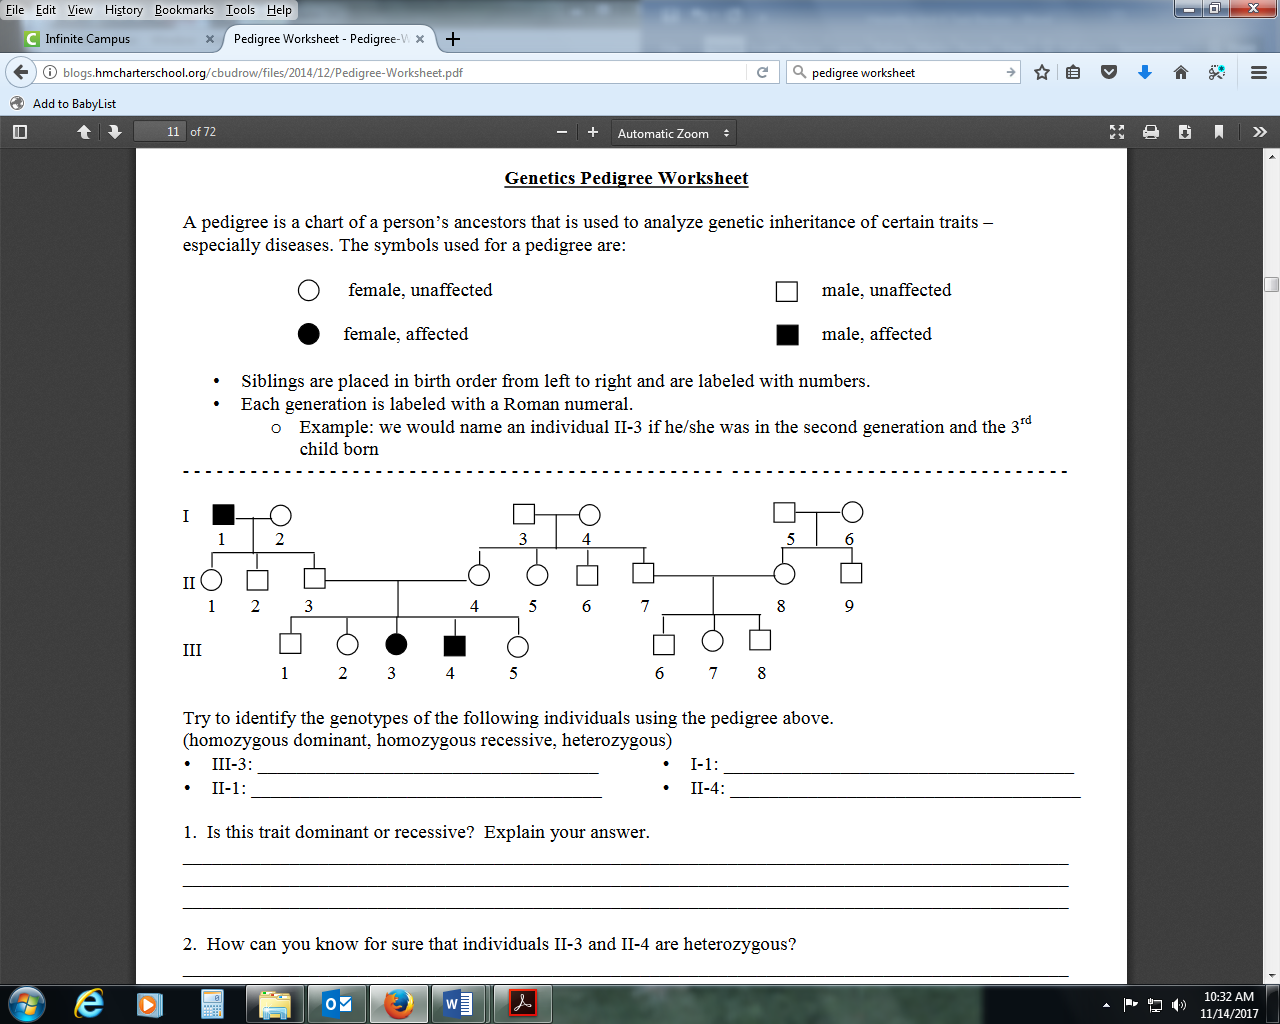 File Edit View History Bookmarks Tools Help
Infinite Campus × Pedigree Worksheet - Pedigree-W × +
blogs.hmcharterschool.org/cbudrow/files/2014/12/Pedigree-Worksheet.pdf pedigree worksheet
Add to BabyList
11 of 72 Automatic Zoom
Genetics Pedigree Worksheet
A pedigree is a chart of a person’s ancestors that is used to analyze genetic inheritance of certain traits –
especially diseases. The symbols used for a pedigree are:
female, unaffected male, unaffected
female, affected male, affected
• Siblings are placed in birth order from left to right and are labeled with numbers.
• Each generation is labeled with a Roman numeral.
o Example: we would name an individual II-3 if he/she was in the second generation and the 3rd
child born
I
1 2 3 4 5 6
II
1 2 3 4 5 6 7 8 9
III
1 2 3 4 5 6 7 8
Try to identify the genotypes of the following individuals using the pedigree above.
(homozygous dominant, homozygous recessive, heterozygous)
• III-3: ____________________ • I-1: ____________________
• II-1: ____________________ • II-4: ____________________
1. Is this trait dominant or recessive? Explain your answer.
2. How can you know for sure that individuals II-3 and II-4 are heterozygous?
10:32 AM
11/14/2017